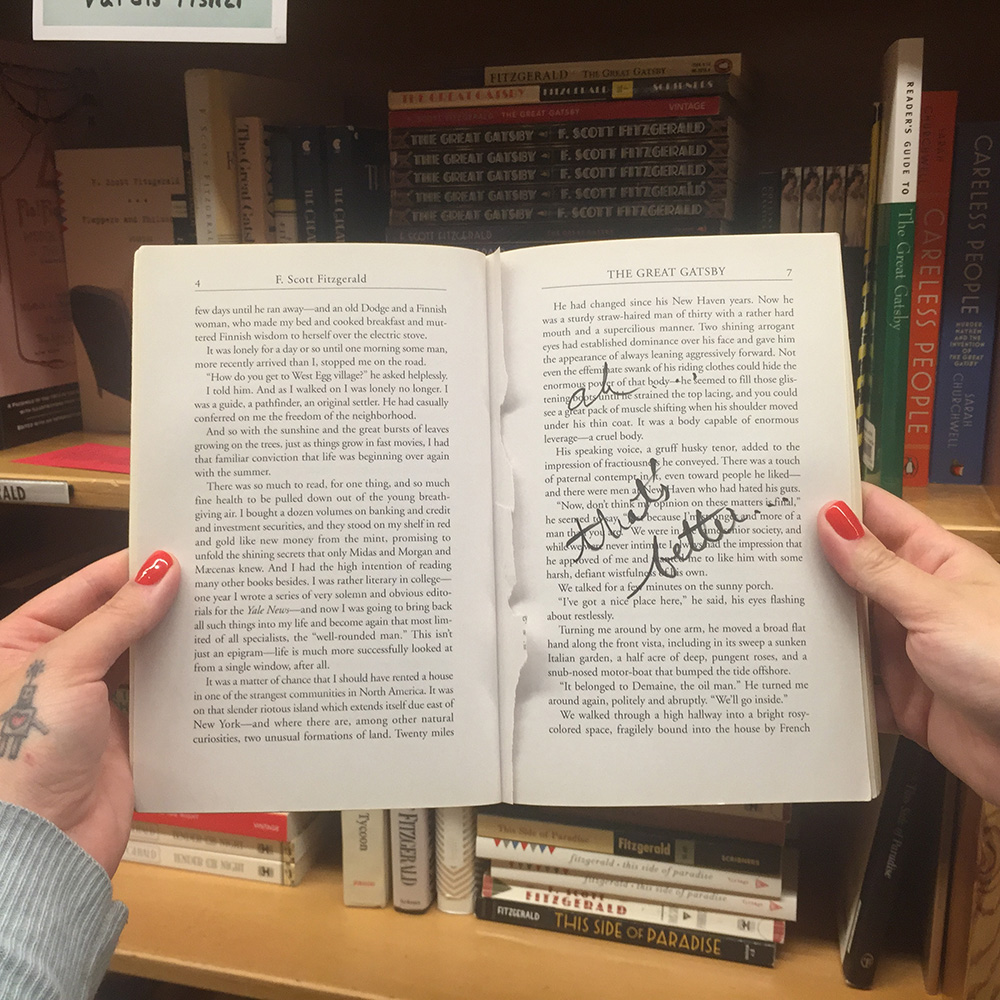 Vardis Fisher
FITZGERALD · THE GREAT GATSBY
THE GREAT GATSBY FITZGERALD SCRIBNERS
THE GREAT GATSBY VINTAGE
THE GREAT GATSBY F. SCOTT FITZGERALD
THE GREAT GATSBY F. SCOTT FITZGERALD
THE GREAT GATSBY F. SCOTT FITZGERALD
THE GREAT GATSBY F. SCOTT FITZGERALD
THE GREAT GATSBY F. SCOTT FITZGERALD
F. SCOTT FITZGERALD
F. Scott Fitzgerald
The Great Gatsby
READER'S GUIDE TO The Great Gatsby
CARELESS PEOPLE
CARELESS PEOPLE
MURDER, MAYHEM
AND THE
INVENTION OF
THE GREAT
GATSBY
SARAH
CHURCHWELL
4 F. Scott Fitzgerald
few days until he ran away—and an old Dodge and a Finnish
woman, who made my bed and cooked breakfast and mut-
tered Finnish wisdom to herself over the electric stove.
It was lonely for a day or so until one morning some man,
more recently arrived than I, stopped me on the road.
"How do you get to West Egg village?" he asked helplessly.
I told him. And as I walked on I was lonely no longer. I
was a guide, a pathfinder, an original settler. He had casually
conferred on me the freedom of the neighborhood.
And so with the sunshine and the great bursts of leaves
growing on the trees, just as things grow in fast movies, I had
that familiar conviction that life was beginning over again
with the summer.
There was so much to read, for one thing, and so much
fine health to be pulled down out of the young breath-
giving air. I bought a dozen volumes on banking and credit
and investment securities, and they stood on my shelf in red
and gold like new money from the mint, promising to
unfold the shining secrets that only Midas and Morgan and
Mæcenas knew. And I had the high intention of reading
many other books besides. I was rather literary in college—
one year I wrote a series of very solemn and obvious edito-
rials for the Yale News—and now I was going to bring back
all such things into my life and become again that most lim-
ited of all specialists, the "well-rounded man." This isn't
just an epigram—life is much more successfully looked at
from a single window, after all.
It was a matter of chance that I should have rented a house
in one of the strangest communities in North America. It was
on that slender riotous island which extends itself due east of
New York—and where there are, among other natural
curiosities, two unusual formations of land. Twenty miles
THE GREAT GATSBY 7
He had changed since his New Haven years. Now he
was a sturdy straw-haired man of thirty with a rather hard
mouth and a supercilious manner. Two shining arrogant
eyes had established dominance over his face and gave him
the appearance of always leaning aggressively forward. Not
even the effeminate swank of his riding clothes could hide the
enormous power of that body—he seemed to fill those glis-
tening boots until he strained the top lacing, and you could
see a great pack of muscle shifting when his shoulder moved
under his thin coat. It was a body capable of enormous
leverage—a cruel body.
His speaking voice, a gruff husky tenor, added to the
impression of fractiousness he conveyed. There was a touch
of paternal contempt in it, even toward people he liked—
and there were men at New Haven who had hated his guts.
"Now, don't think my opinion on these matters is final,"
he seemed to say, "just because I'm stronger and more of a
man than you are." We were in the same senior society, and
while we were never intimate I always had the impression that
he approved of me and wanted me to like him with some
harsh, defiant wistfulness of his own.
We talked for a few minutes on the sunny porch.
"I've got a nice place here," he said, his eyes flashing
about restlessly.
Turning me around by one arm, he moved a broad flat
hand along the front vista, including in its sweep a sunken
Italian garden, a half acre of deep, pungent roses, and a
snub-nosed motor-boat that bumped the tide offshore.
"It belonged to Demaine, the oil man." He turned me
around again, politely and abruptly. "We'll go inside."
We walked through a high hallway into a bright rosy-
colored space, fragilely bound into the house by French
ah...
that's
better...
VINTAGE
TENDER IS THE NIGHT
Tycoon
FITZGERALD
This Side of Paradise Fitzgerald SCRIBNERS
fitzgerald · this side of paradise
fitzgerald · this side of paradise
FITZGERALD
FITZGERALD THIS SIDE OF PARADISE
This Side of Paradise